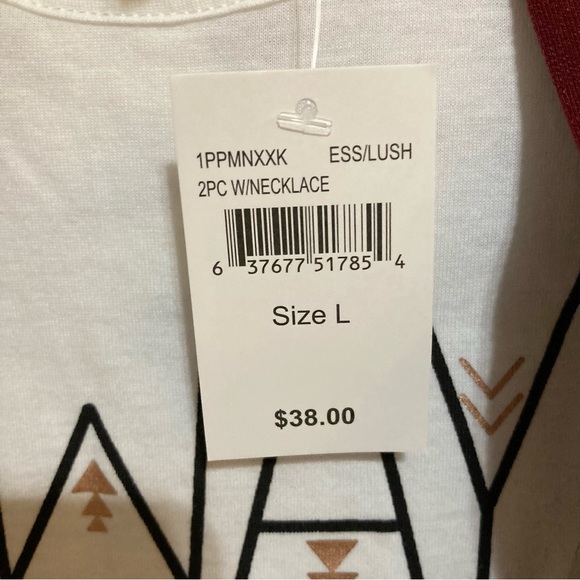 1PPMNXXK ESS/LUSH
2PC W/NECKLACE
6 37677 51785 4
Size L
$38.00